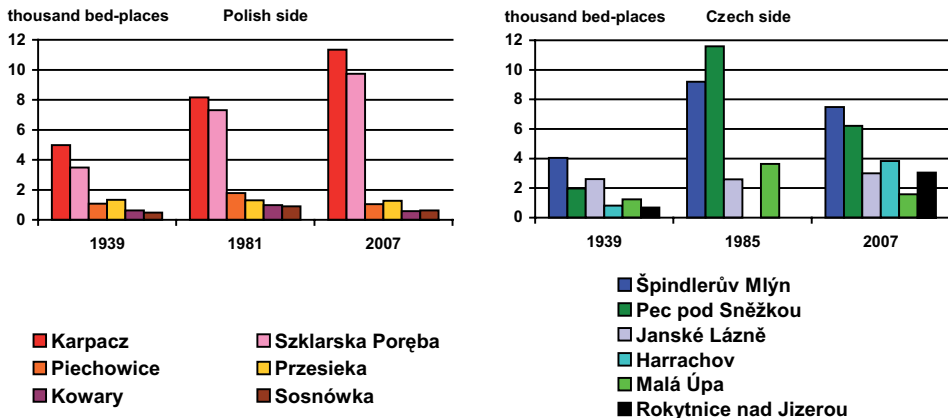 thousand bed-places Polish side
12
10
8
6
4
2
0
1939 1981 2007
Karpacz Szklarska Poręba
Piechowice Przesieka
Kowary Sosnówka
thousand bed-places Czech side
12
10
8
6
4
2
0
1939 1985 2007
Špindlerův Mlýn
Pec pod Sněžkou
Janské Lázně
Harrachov
Malá Úpa
Rokytnice nad Jizerou